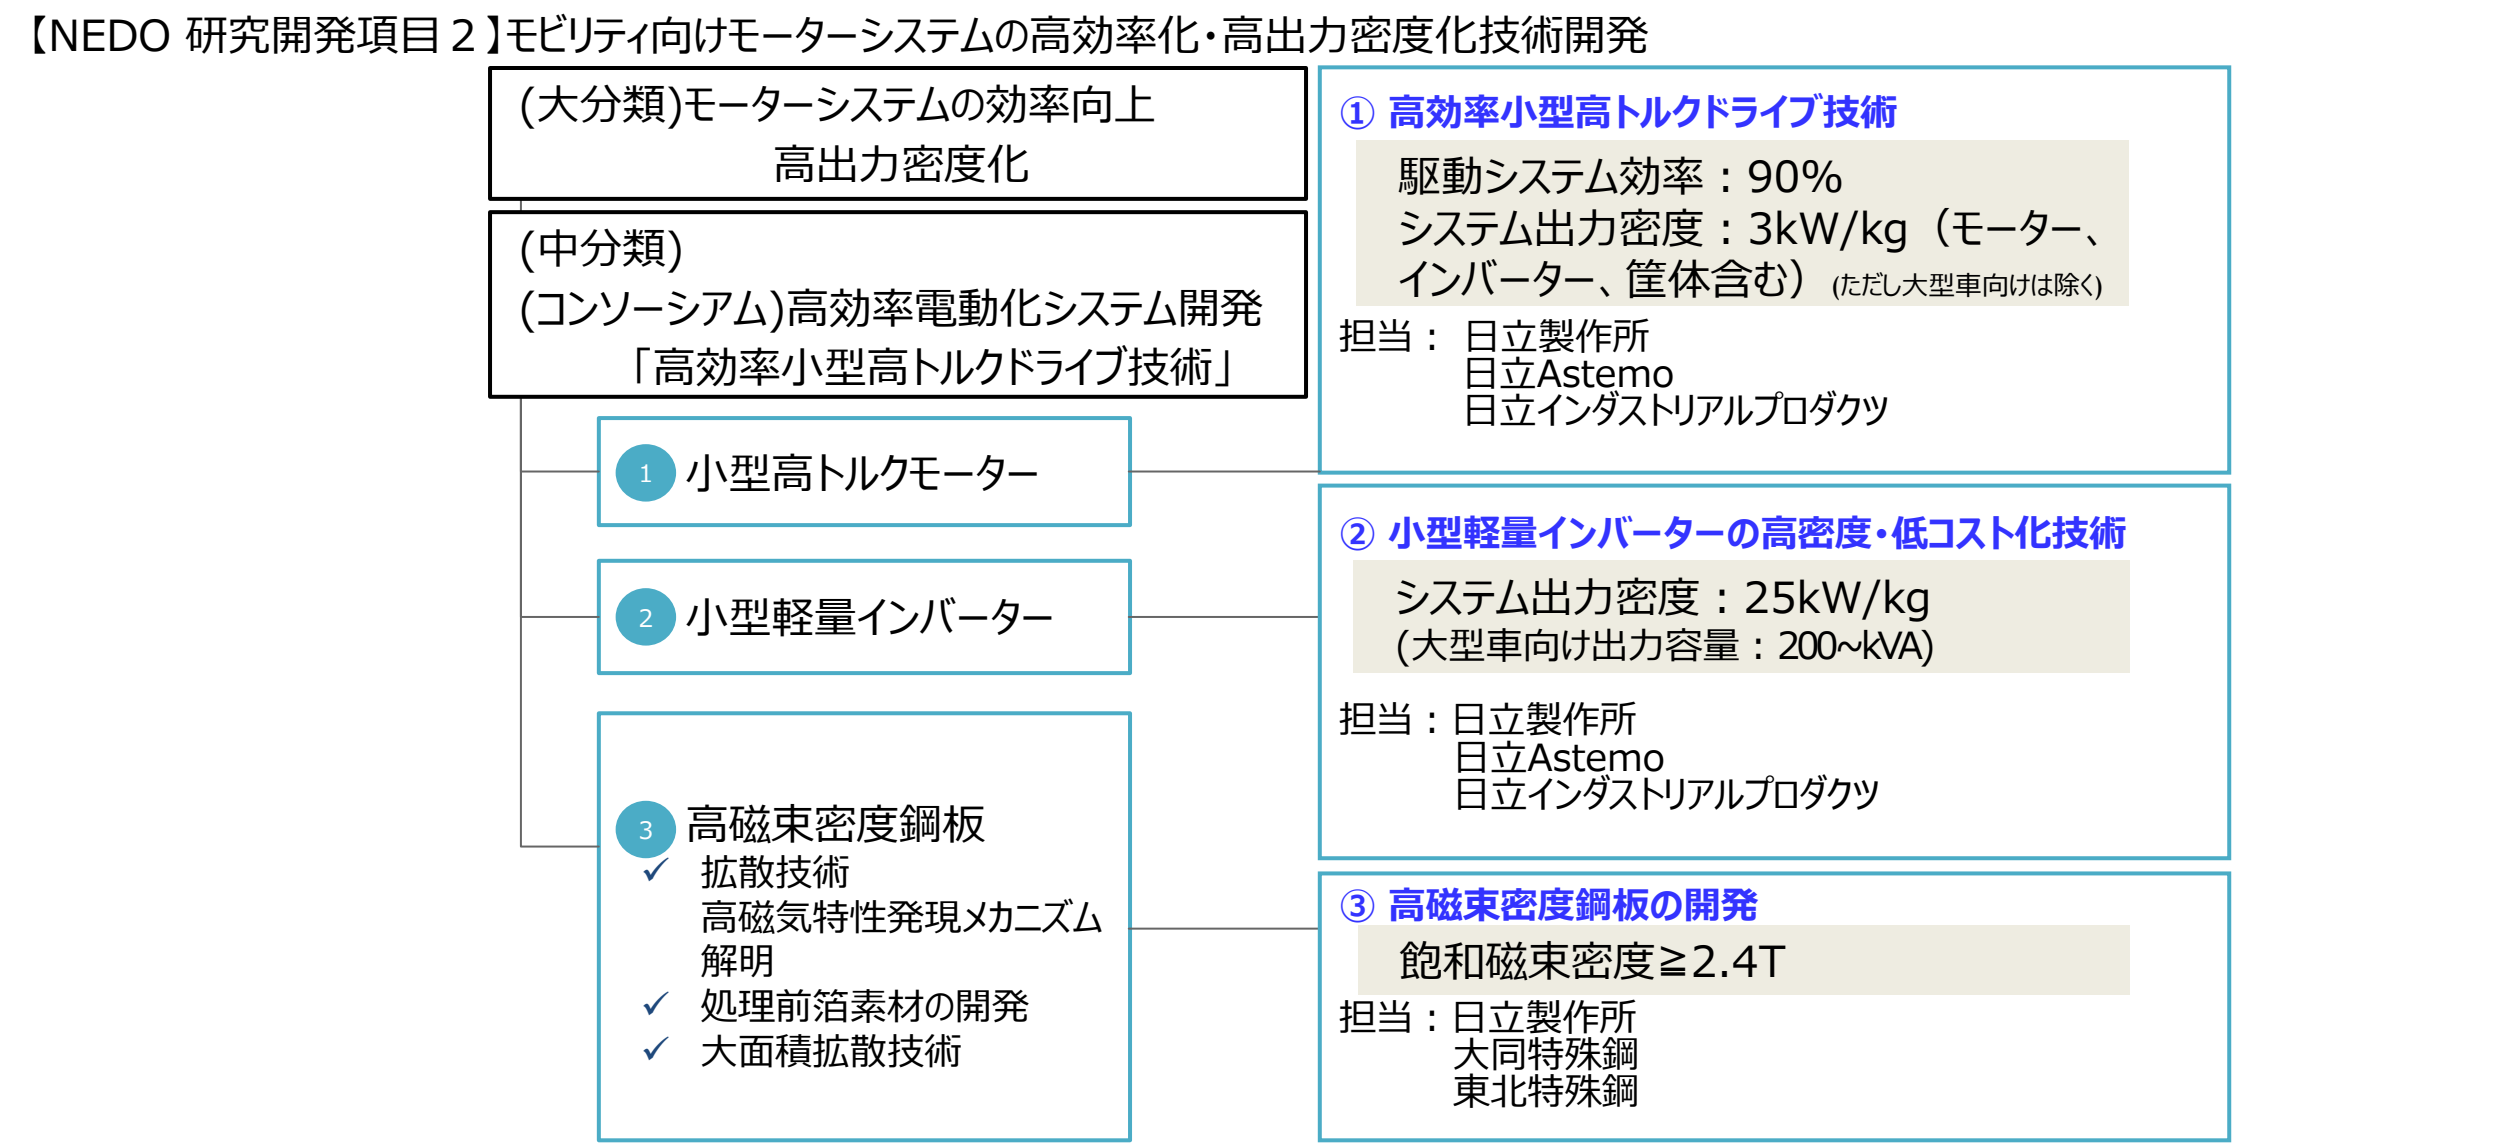 【NEDO 研究開発項目２】モビリティ向けモーターシステムの高効率化・高出力密度化技術開発
(大分類)モーターシステムの効率向上
高出力密度化
(中分類)
(コンソーシアム)高効率電動化システム開発
「高効率小型高トルクドライブ技術」
1 小型高トルクモーター
2 小型軽量インバーター
3 高磁束密度鋼板
✓ 拡散技術
高磁気特性発現メカニズム
解明
✓ 処理前箔素材の開発
✓ 大面積拡散技術
① 高効率小型高トルクドライブ技術
駆動システム効率：90%
システム出力密度：3kW/kg（モーター、
インバーター、筐体含む）(ただし大型車向けは除く)
担当： 日立製作所
日立Astemo
日立インダストリアルプロダクツ
② 小型軽量インバーターの高密度・低コスト化技術
システム出力密度：25kW/kg
(大型車向け出力容量：200~kVA)
担当：日立製作所
日立Astemo
日立インダストリアルプロダクツ
③ 高磁束密度鋼板の開発
飽和磁束密度≧2.4T
担当：日立製作所
大同特殊鋼
東北特殊鋼